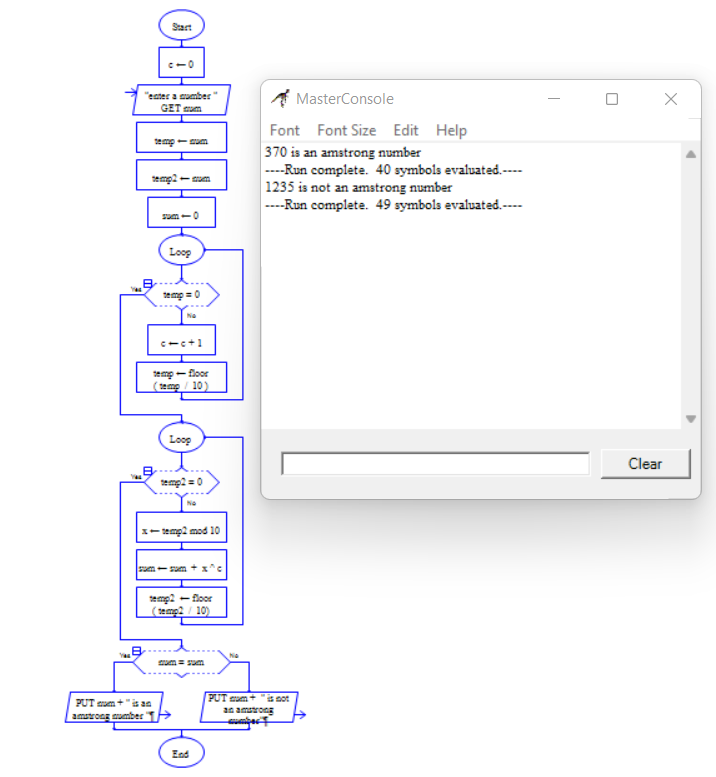 Start
c ← 0
"enter a number "
GET num
temp ← num
temp2 ← num
sum ← 0
Loop
Yes
temp = 0
No
c ← c + 1
temp ← floor
( temp / 10 )
Loop
Yes
temp2 = 0
No
x ← temp2 mod 10
sum ← sum + x ^ c
temp2 ← floor
( temp2 / 10)
Yes
num = sum
No
PUT num + " is an
amstrong number"¶
PUT num + " is not
an amstrong
number"¶
End
MasterConsole
Font Font Size Edit Help
370 is an amstrong number
----Run complete. 40 symbols evaluated.----
1235 is not an amstrong number
----Run complete. 49 symbols evaluated.----
Clear